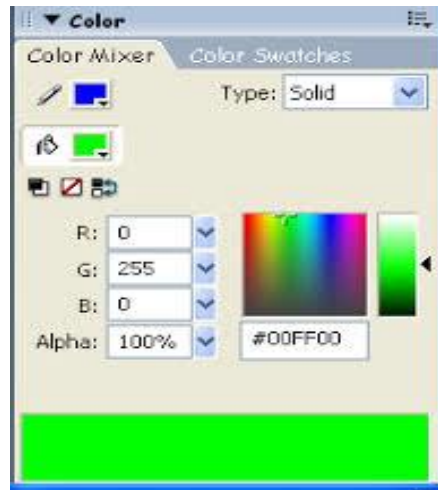 Color
Color Mixer Color Swatches
Type: Solid
R: 0
G: 255
B: 0
Alpha: 100% #00FF00